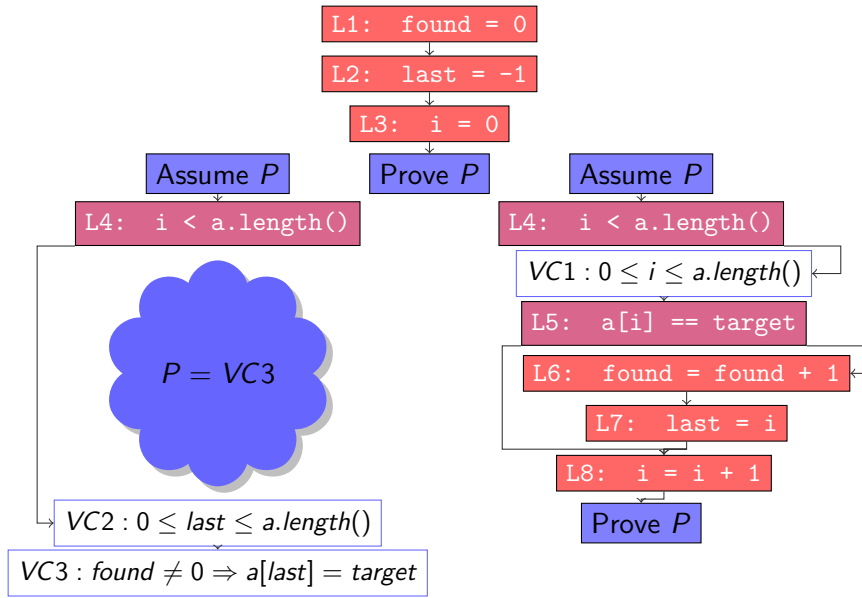 L1: found = 0
L2: last = -1
L3: i = 0
Assume P
Prove P
Assume P
L4: i < a.length()
L4: i < a.length()
VC1 : 0 ≤ i ≤ a.length()
L5: a[i] == target
P = VC3
L6: found = found + 1
L7: last = i
L8: i = i + 1
VC2 : 0 ≤ last ≤ a.length()
Prove P
VC3 : found ≠ 0 ⇒ a[last] = target